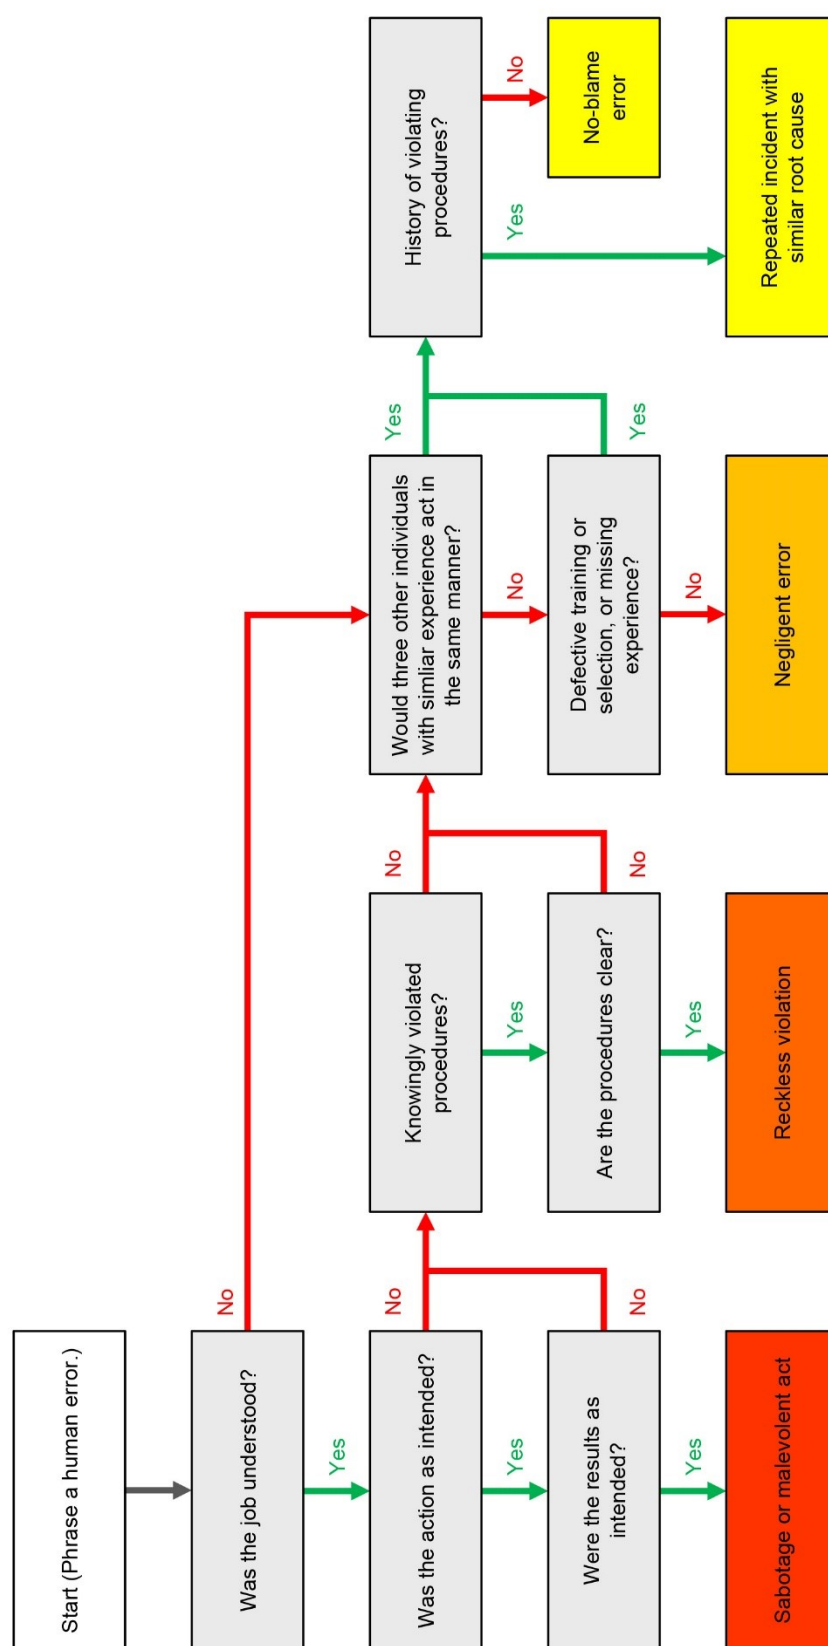 Start (Phrase a human error.)
Was the job understood?
No
Yes
Was the action as intended?
No
Yes
Were the results as
intended?
No
Yes
Sabotage or malevolent act
Knowingly violated
procedures?
No
Yes
Are the procedures clear?
No
Yes
Reckless violation
Would three other individuals
with simliar experience act in
the same manner?
Yes
No
Defective training or
selection, or missing
experience?
Yes
No
Negligent error
History of violating
procedures?
No
Yes
No-blame
error
Repeated incident with
similar root cause